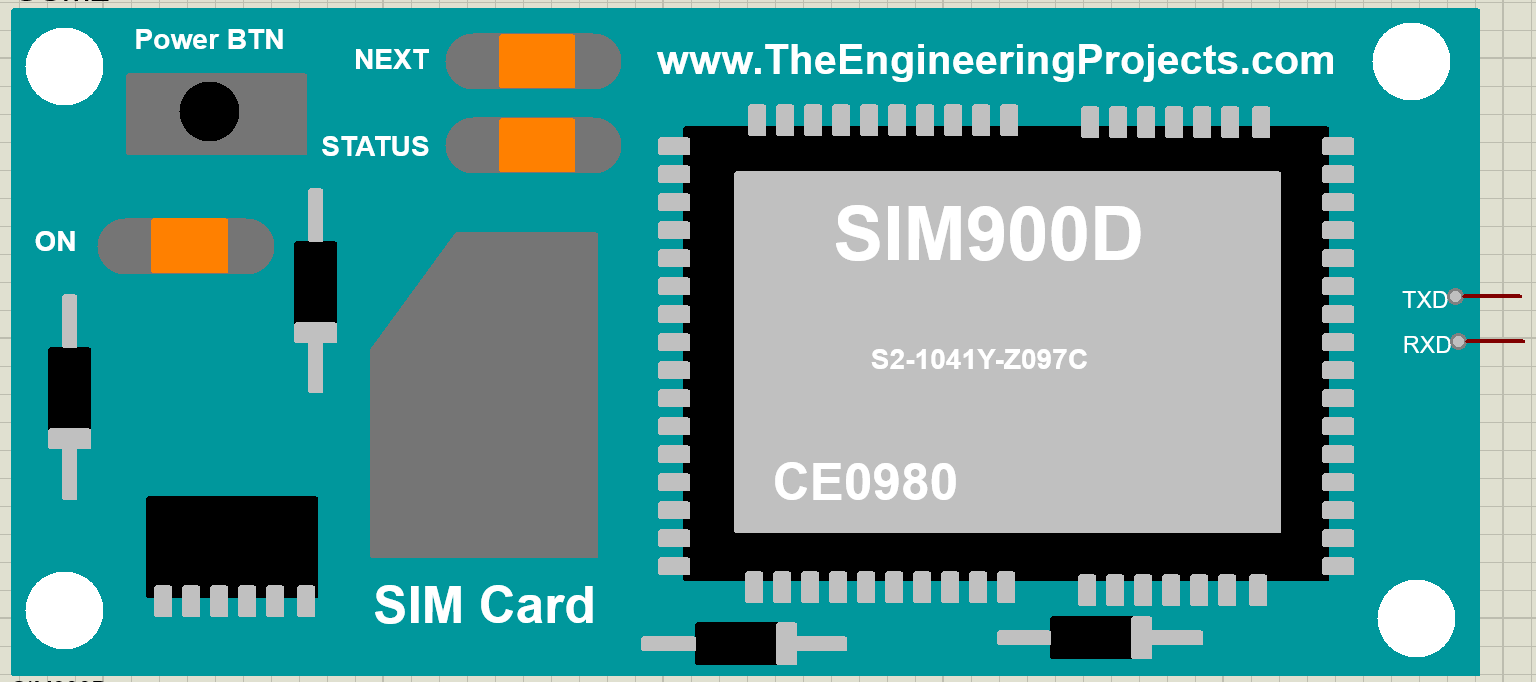 Power BTN
NEXT
www.TheEngineeringProjects.com
STATUS
ON
SIM900D
TXD
RXD
S2-1041Y-Z097C
CE0980
SIM Card